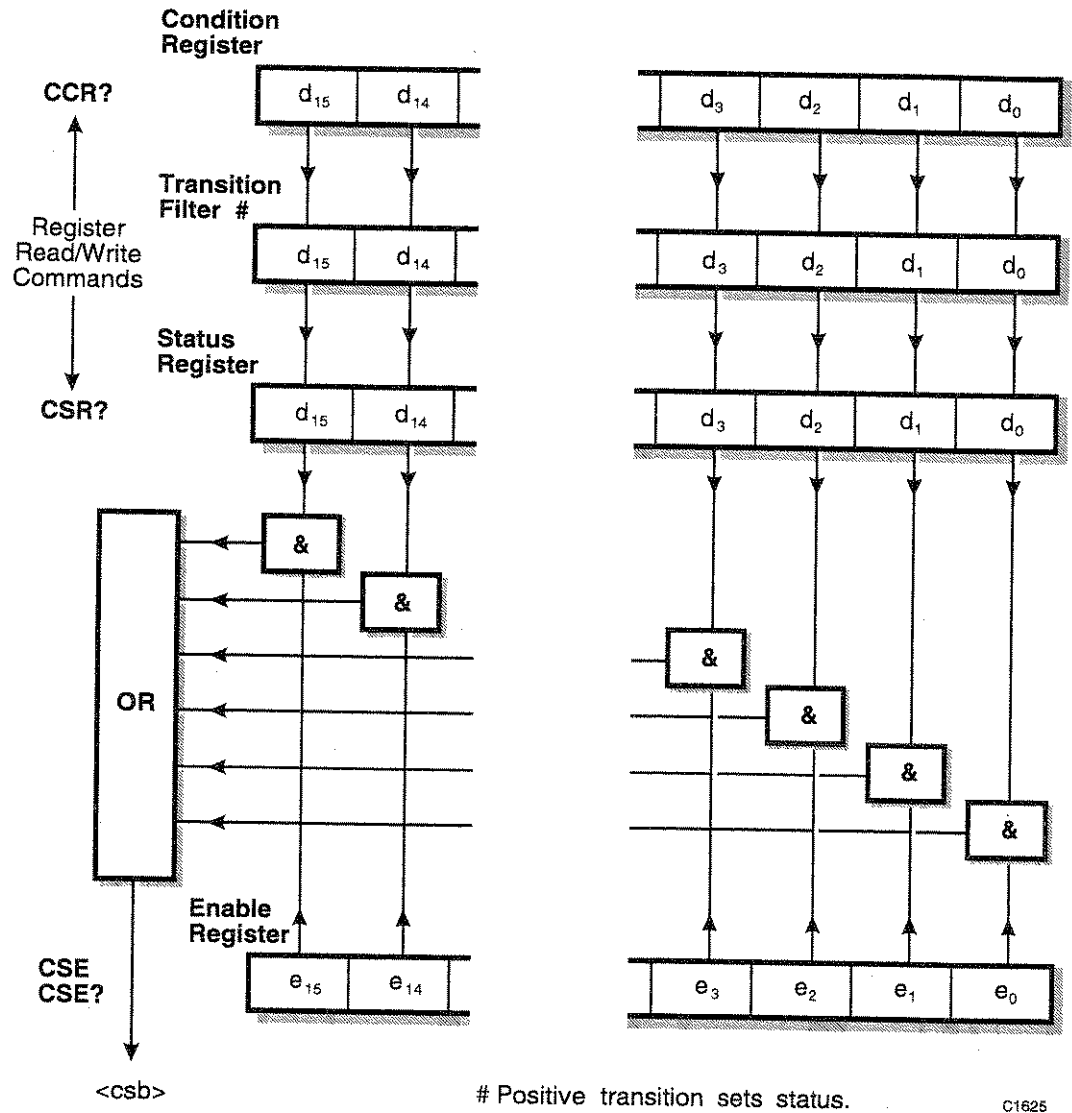 Condition
Register
CCR?
d₁₅ d₁₄ d₃ d₂ d₁ d₀
Transition
Filter #
Register
Read/Write
Commands
d₁₅ d₁₄ d₃ d₂ d₁ d₀
Status
Register
CSR?
d₁₅ d₁₄ d₃ d₂ d₁ d₀
&
&
&
OR
&
&
&
Enable
Register
CSE
CSE?
e₁₅ e₁₄ e₃ e₂ e₁ e₀
<csb>
# Positive transition sets status.
C1625